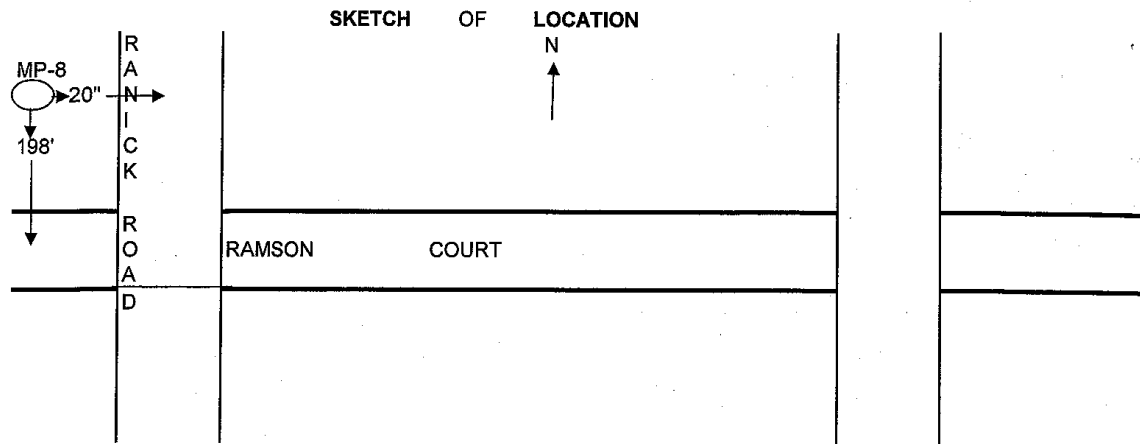 SKETCH OF LOCATION
N
MP-8
20"
198'
RANICK ROAD
RAMSON COURT